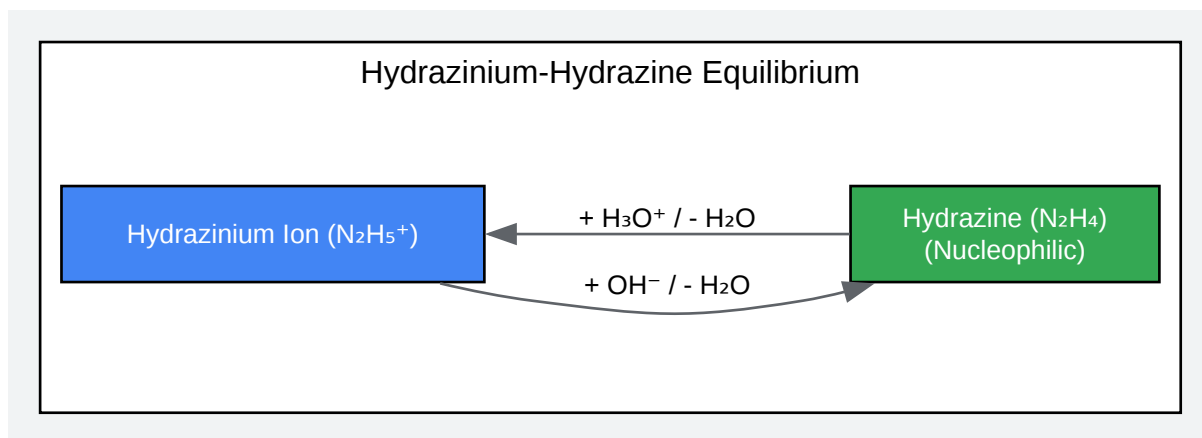 Hydrazinium-Hydrazine Equilibrium
Hydrazinium Ion (N₂H₅⁺)
+ H₃O⁺ / - H₂O
+ OH⁻ / - H₂O
Hydrazine (N₂H₄)
(Nucleophilic)